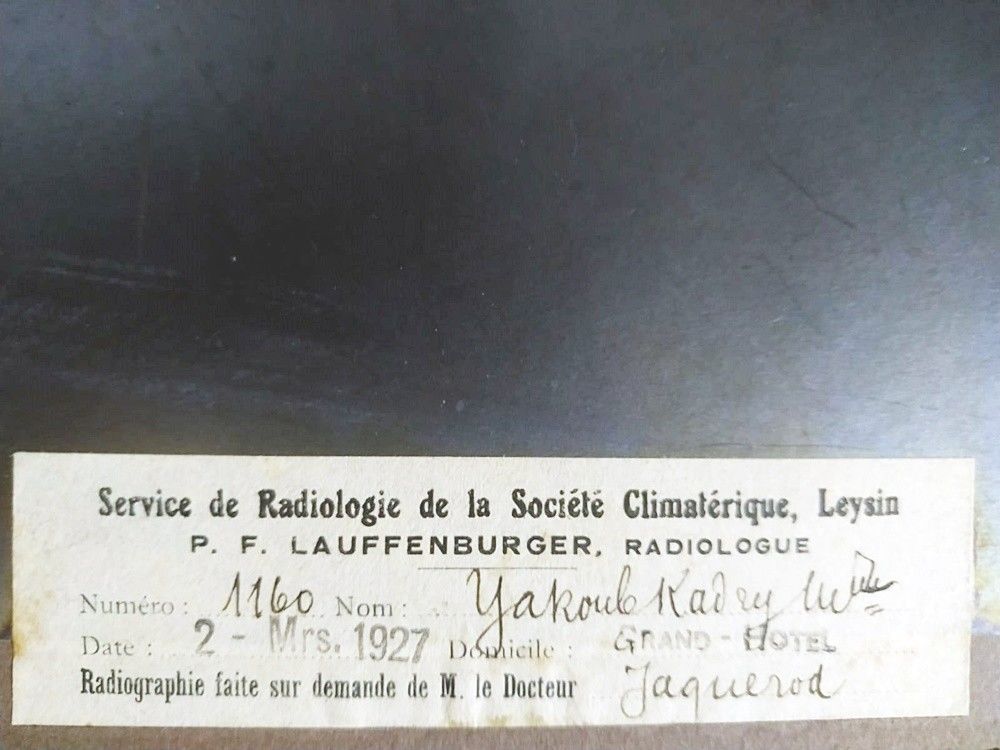 Service de Radiologie de la Société Climatérique, Leysin
P. F. LAUFFENBURGER, RADIOLOGUE
Numéro : 1160 Nom : Yakoub Kadry Mlle
Date : 2 - Mrs. 1927 Domicile : GRAND - HOTEL
Radiographie faite sur demande de M. le Docteur Jaquerod